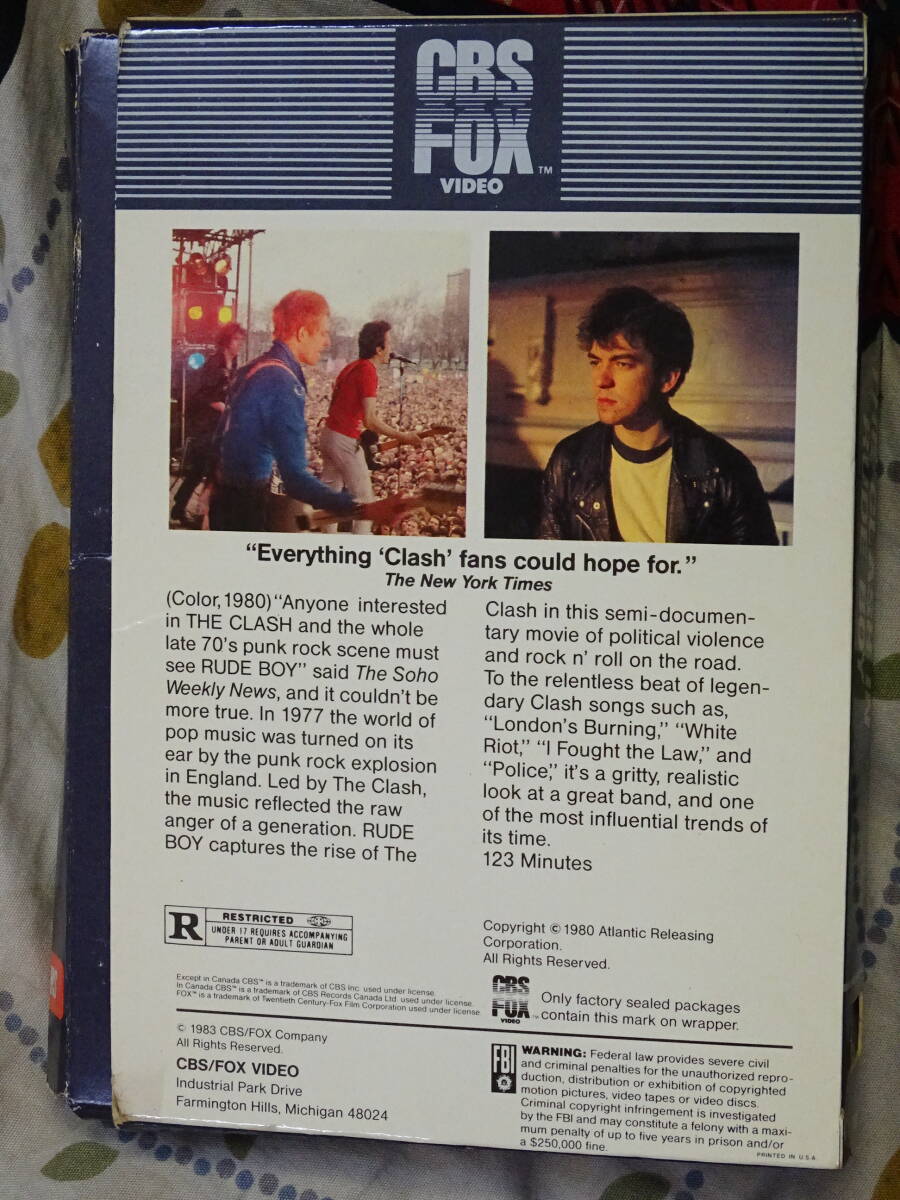 CBS
FOX
VIDEO
TM
“Everything ‘Clash’ fans could hope for.”
The New York Times
(Color, 1980) “Anyone interested
in THE CLASH and the whole
late 70’s punk rock scene must
see RUDE BOY” said The Soho
Weekly News, and it couldn’t be
more true. In 1977 the world of
pop music was turned on its
ear by the punk rock explosion
in England. Led by The Clash,
the music reflected the raw
anger of a generation. RUDE
BOY captures the rise of The
Clash in this semi-documen-
tary movie of political violence
and rock n’ roll on the road.
To the relentless beat of legen-
dary Clash songs such as,
“London’s Burning,” “White
Riot,” “I Fought the Law,” and
“Police,” it’s a gritty, realistic
look at a great band, and one
of the most influential trends of
its time.
123 Minutes
R
RESTRICTED
UNDER 17 REQUIRES ACCOMPANYING
PARENT OR ADULT GUARDIAN
Copyright © 1980 Atlantic Releasing
Corporation.
All Rights Reserved.
Except in Canada CBS™ is a trademark of CBS Inc. used under license.
In Canada CBS™ is a trademark of CBS Records Canada Ltd. used under license.
FOX™ is a trademark of Twentieth Century-Fox Film Corporation used under license.
CBS
FOX
VIDEO
TM
Only factory sealed packages
contain this mark on wrapper.
© 1983 CBS/FOX Company
All Rights Reserved.
CBS/FOX VIDEO
Industrial Park Drive
Farmington Hills, Michigan 48024
FBI
WARNING: Federal law provides severe civil
and criminal penalties for the unauthorized repro-
duction, distribution or exhibition of copyrighted
motion pictures, video tapes or video discs.
Criminal copyright infringement is investigated
by the FBI and may constitute a felony with a maxi-
mum penalty of up to five years in prison and/or
a $250,000 fine.
PRINTED IN U.S.A.